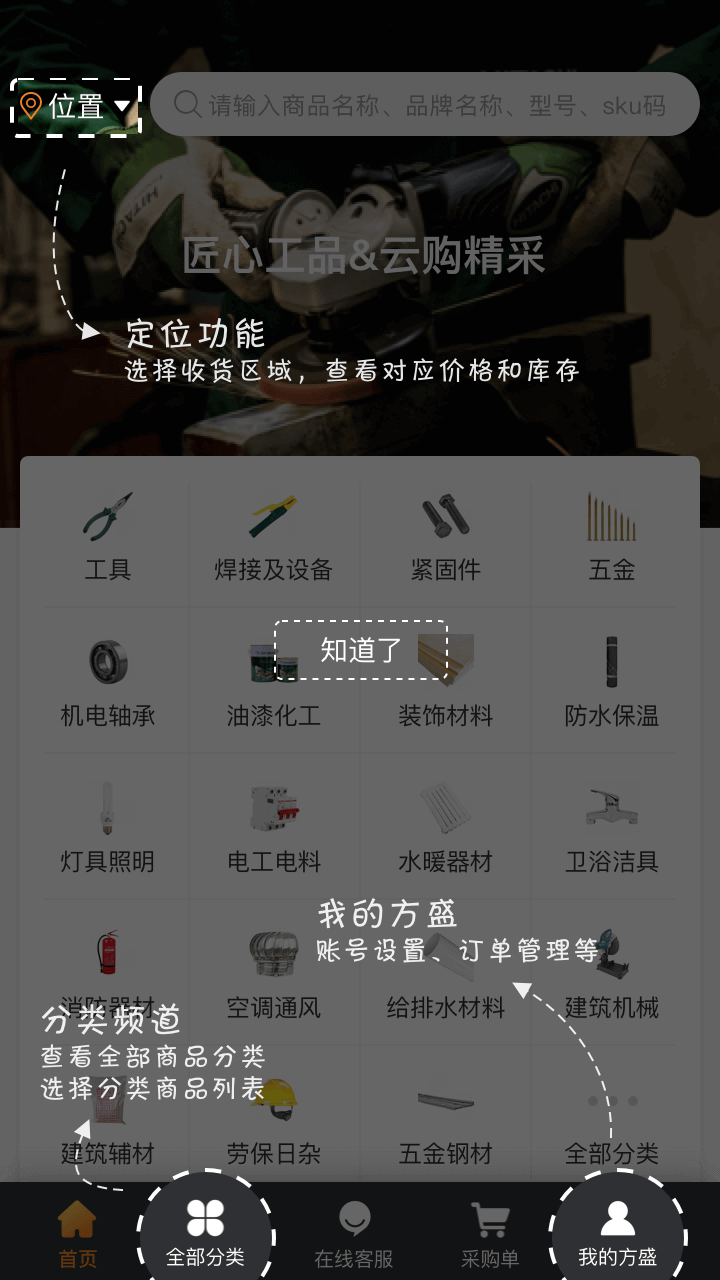 位置
请输入商品名称、品牌名称、型号、sku码
HITACHI
匠心工品&云购精采
定位功能
选择收货区域，查看对应价格和库存
工具
焊接及设备
紧固件
五金
知道了
机电轴承
油漆化工
装饰材料
防水保温
灯具照明
电工电料
水暖器材
卫浴洁具
我的方盛
账号设置、订单管理等
消防器材
空调通风
给排水材料
建筑机械
分类频道
查看全部商品分类
选择分类商品列表
建筑辅材
劳保日杂
五金钢材
全部分类
首页
全部分类
在线客服
采购单
我的方盛